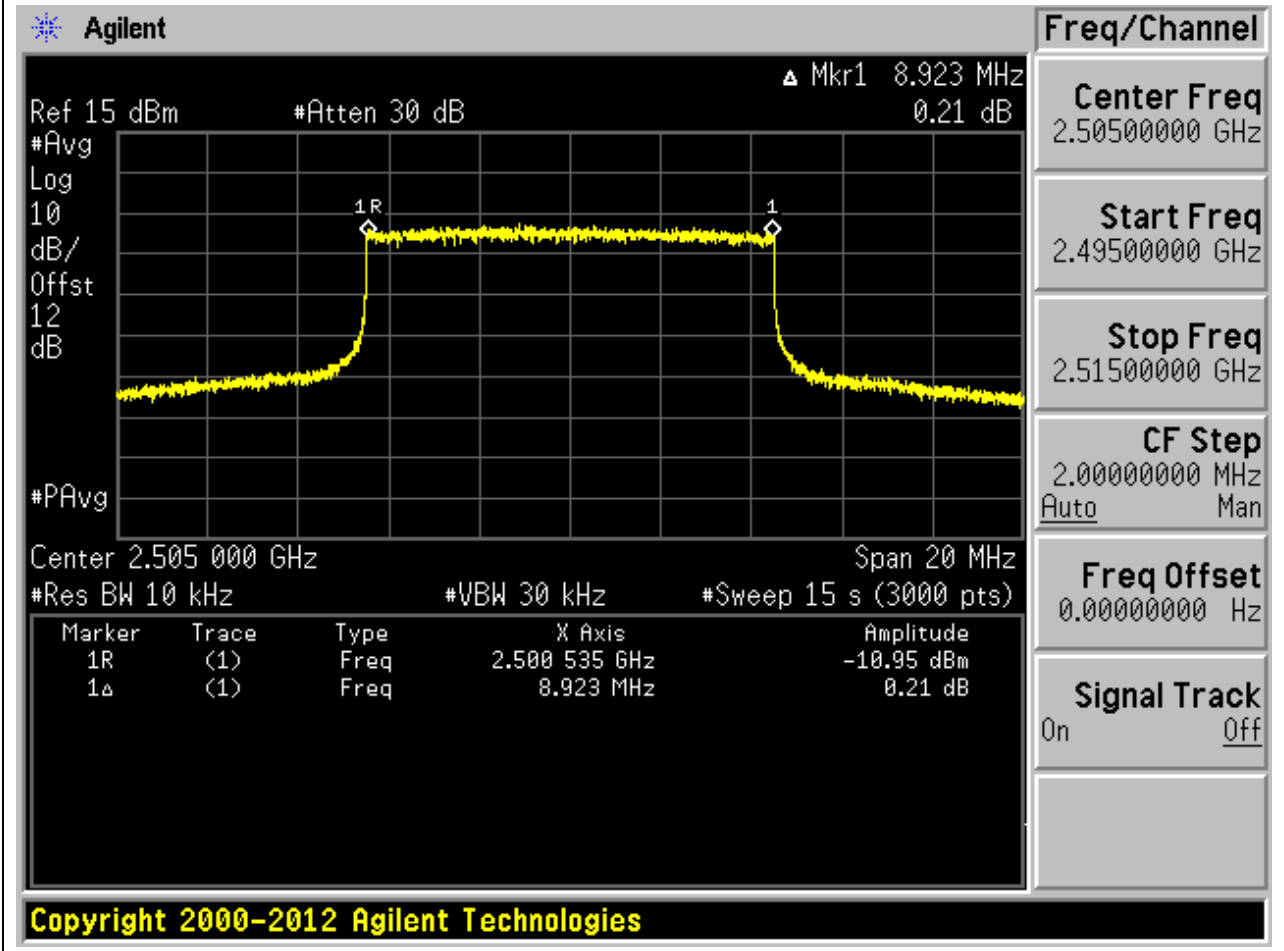 Agilent
Freq/Channel
Δ Mkr1 8.923 MHz
Ref 15 dBm #Atten 30 dB 0.21 dB
#Avg
Log
10
dB/
Offst
12
dB
1R
1
#PAvg
Center 2.505 000 GHz Span 20 MHz
#Res BW 10 kHz #VBW 30 kHz #Sweep 15 s (3000 pts)
Marker Trace Type X Axis Amplitude
1R (1) Freq 2.500 535 GHz -10.95 dBm
1Δ (1) Freq 8.923 MHz 0.21 dB
Center Freq
2.50500000 GHz
Start Freq
2.49500000 GHz
Stop Freq
2.51500000 GHz
CF Step
2.00000000 MHz
Auto Man
Freq Offset
0.00000000 Hz
Signal Track
On Off
Copyright 2000-2012 Agilent Technologies